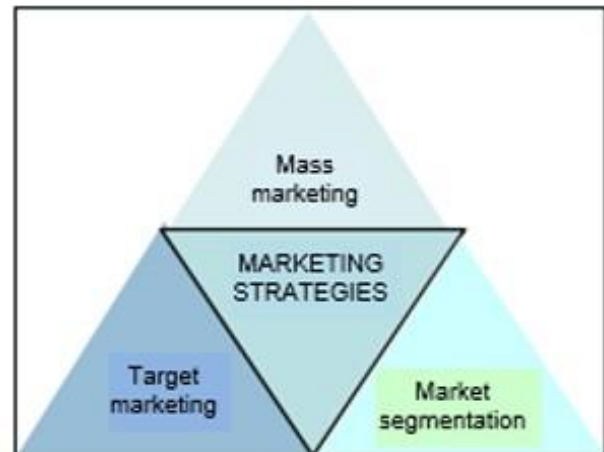 Mass
marketing
MARKETING
STRATEGIES
Target
marketing
Market
segmentation